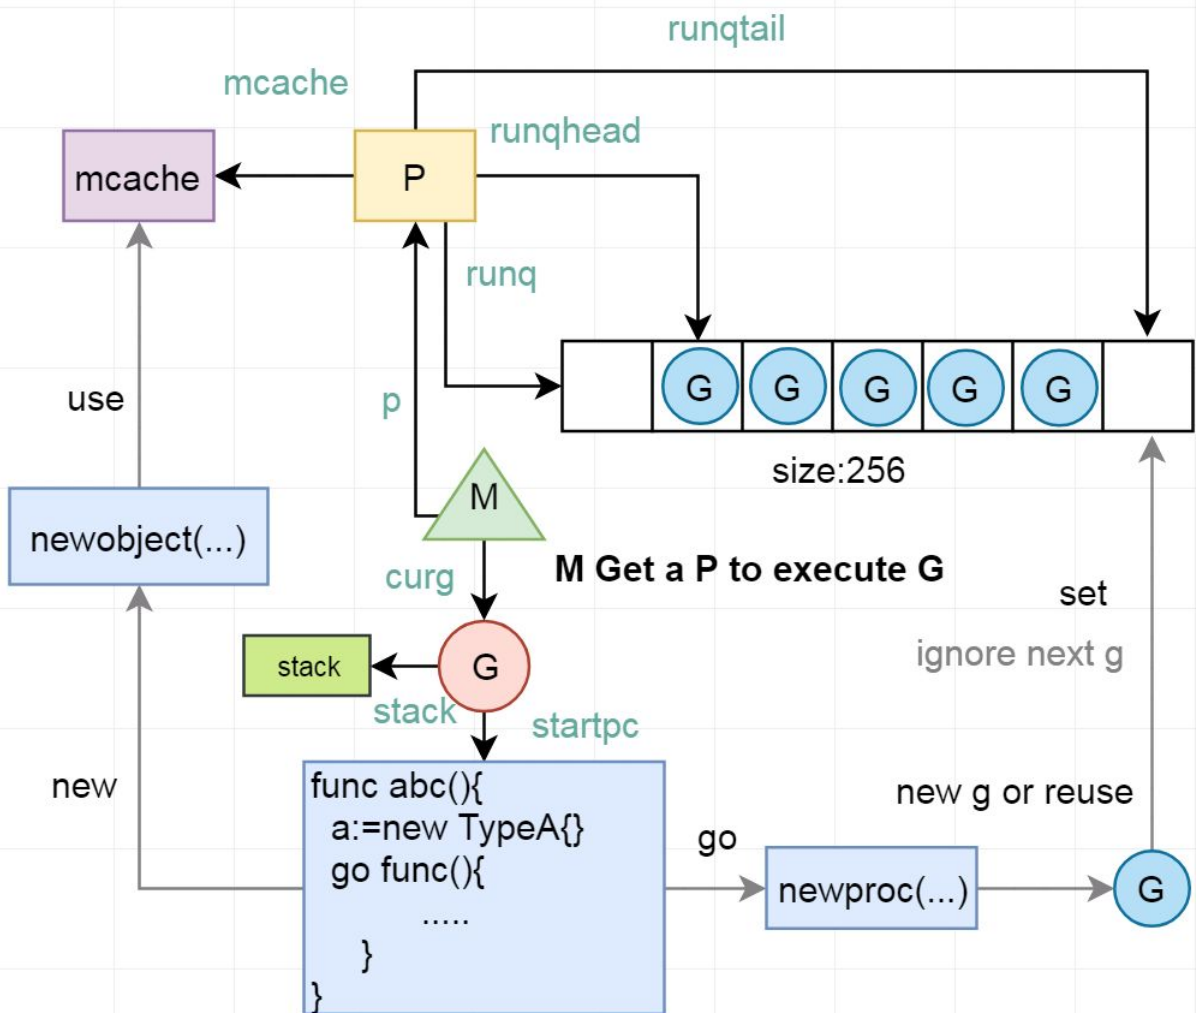 runqtail
mcache
runqhead
mcache
P
runq
use
p
G
G
G
G
G
size:256
M
newobject(...)
curg
M Get a P to execute G
set
ignore next g
stack
G
stack
startpc
new
func abc(){
a:=new TypeA{}
go func(){
.....
}
}
go
new g or reuse
newproc(...)
G